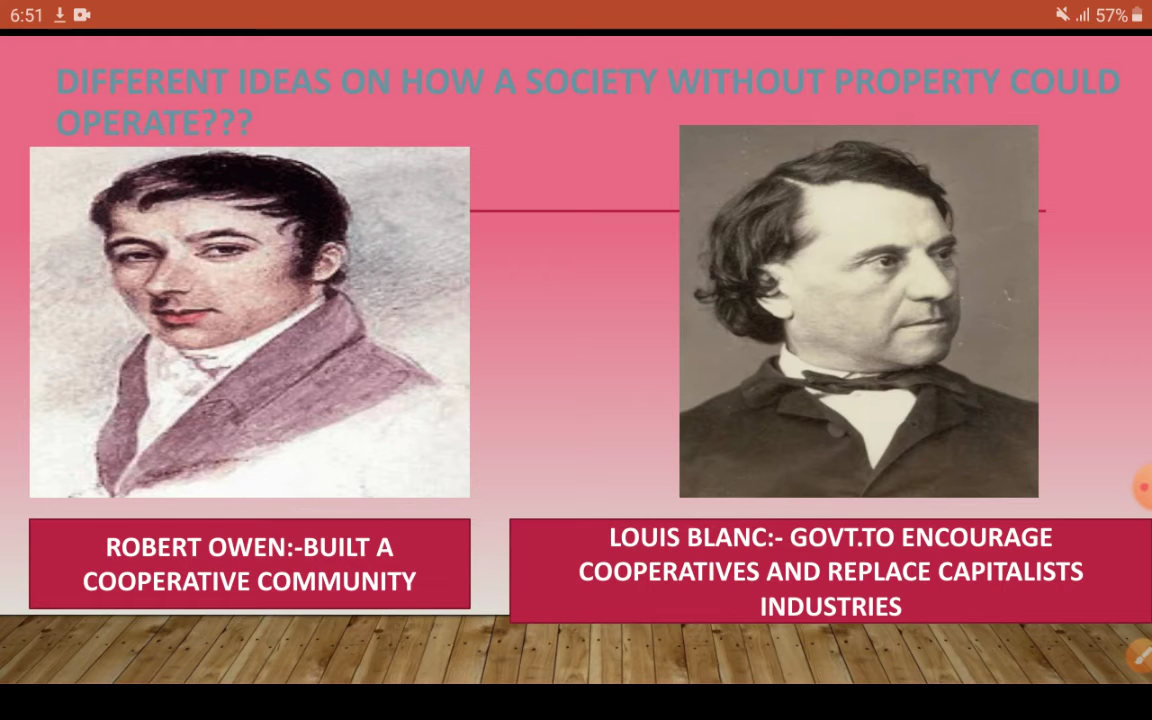 6:51
57%
DIFFERENT IDEAS ON HOW A SOCIETY WITHOUT PROPERTY COULD
OPERATE???
ROBERT OWEN:-BUILT A
COOPERATIVE COMMUNITY
LOUIS BLANC:- GOVT.TO ENCOURAGE
COOPERATIVES AND REPLACE CAPITALISTS
INDUSTRIES